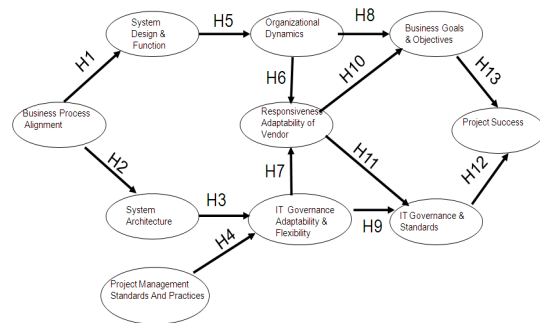 System
Design &
Function
H5
Organizational
Dynamics
H8
Business Goals
& Objectives
H1
H6
H10
H13
Business Process
Alignment
Responsiveness
Adaptability of
Vendor
Project Success
H2
H7
H11
H12
System
Architecture
H3
IT Governance
Adaptability &
Flexibility
H9
IT Governance &
Standards
H4
Project Management
Standards And Practices